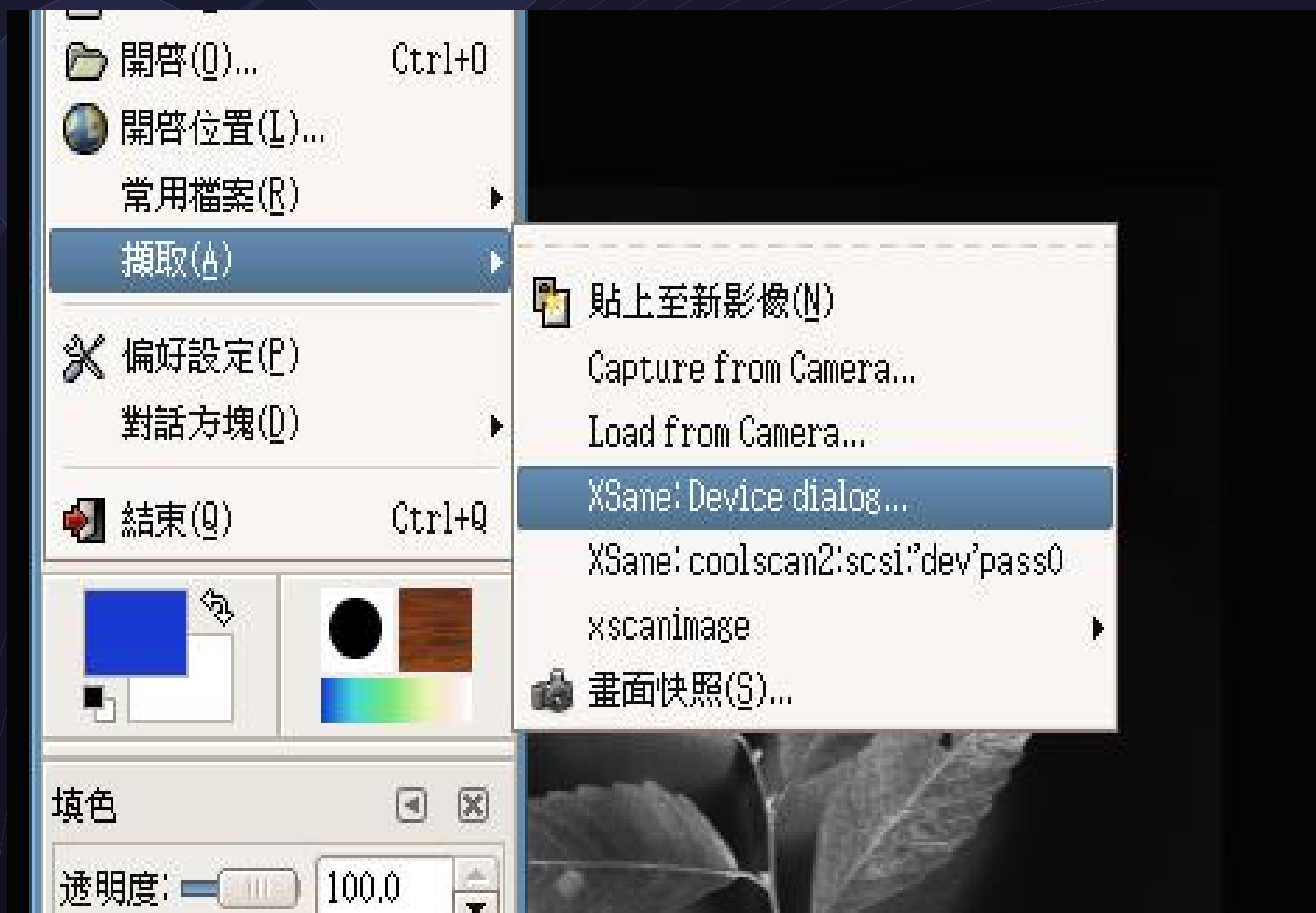 開啓(O)... Ctrl+O
開啓位置(L)...
常用檔案(R)
擷取(A)
偏好設定(P)
對話方塊(D)
結束(Q) Ctrl+Q
貼上至新影像(N)
Capture from Camera...
Load from Camera...
XSane: Device dialog...
XSane: coolscan2:scsi:'dev'pass0
xscanimage
畫面快照(S)...
填色
透明度: 100.0